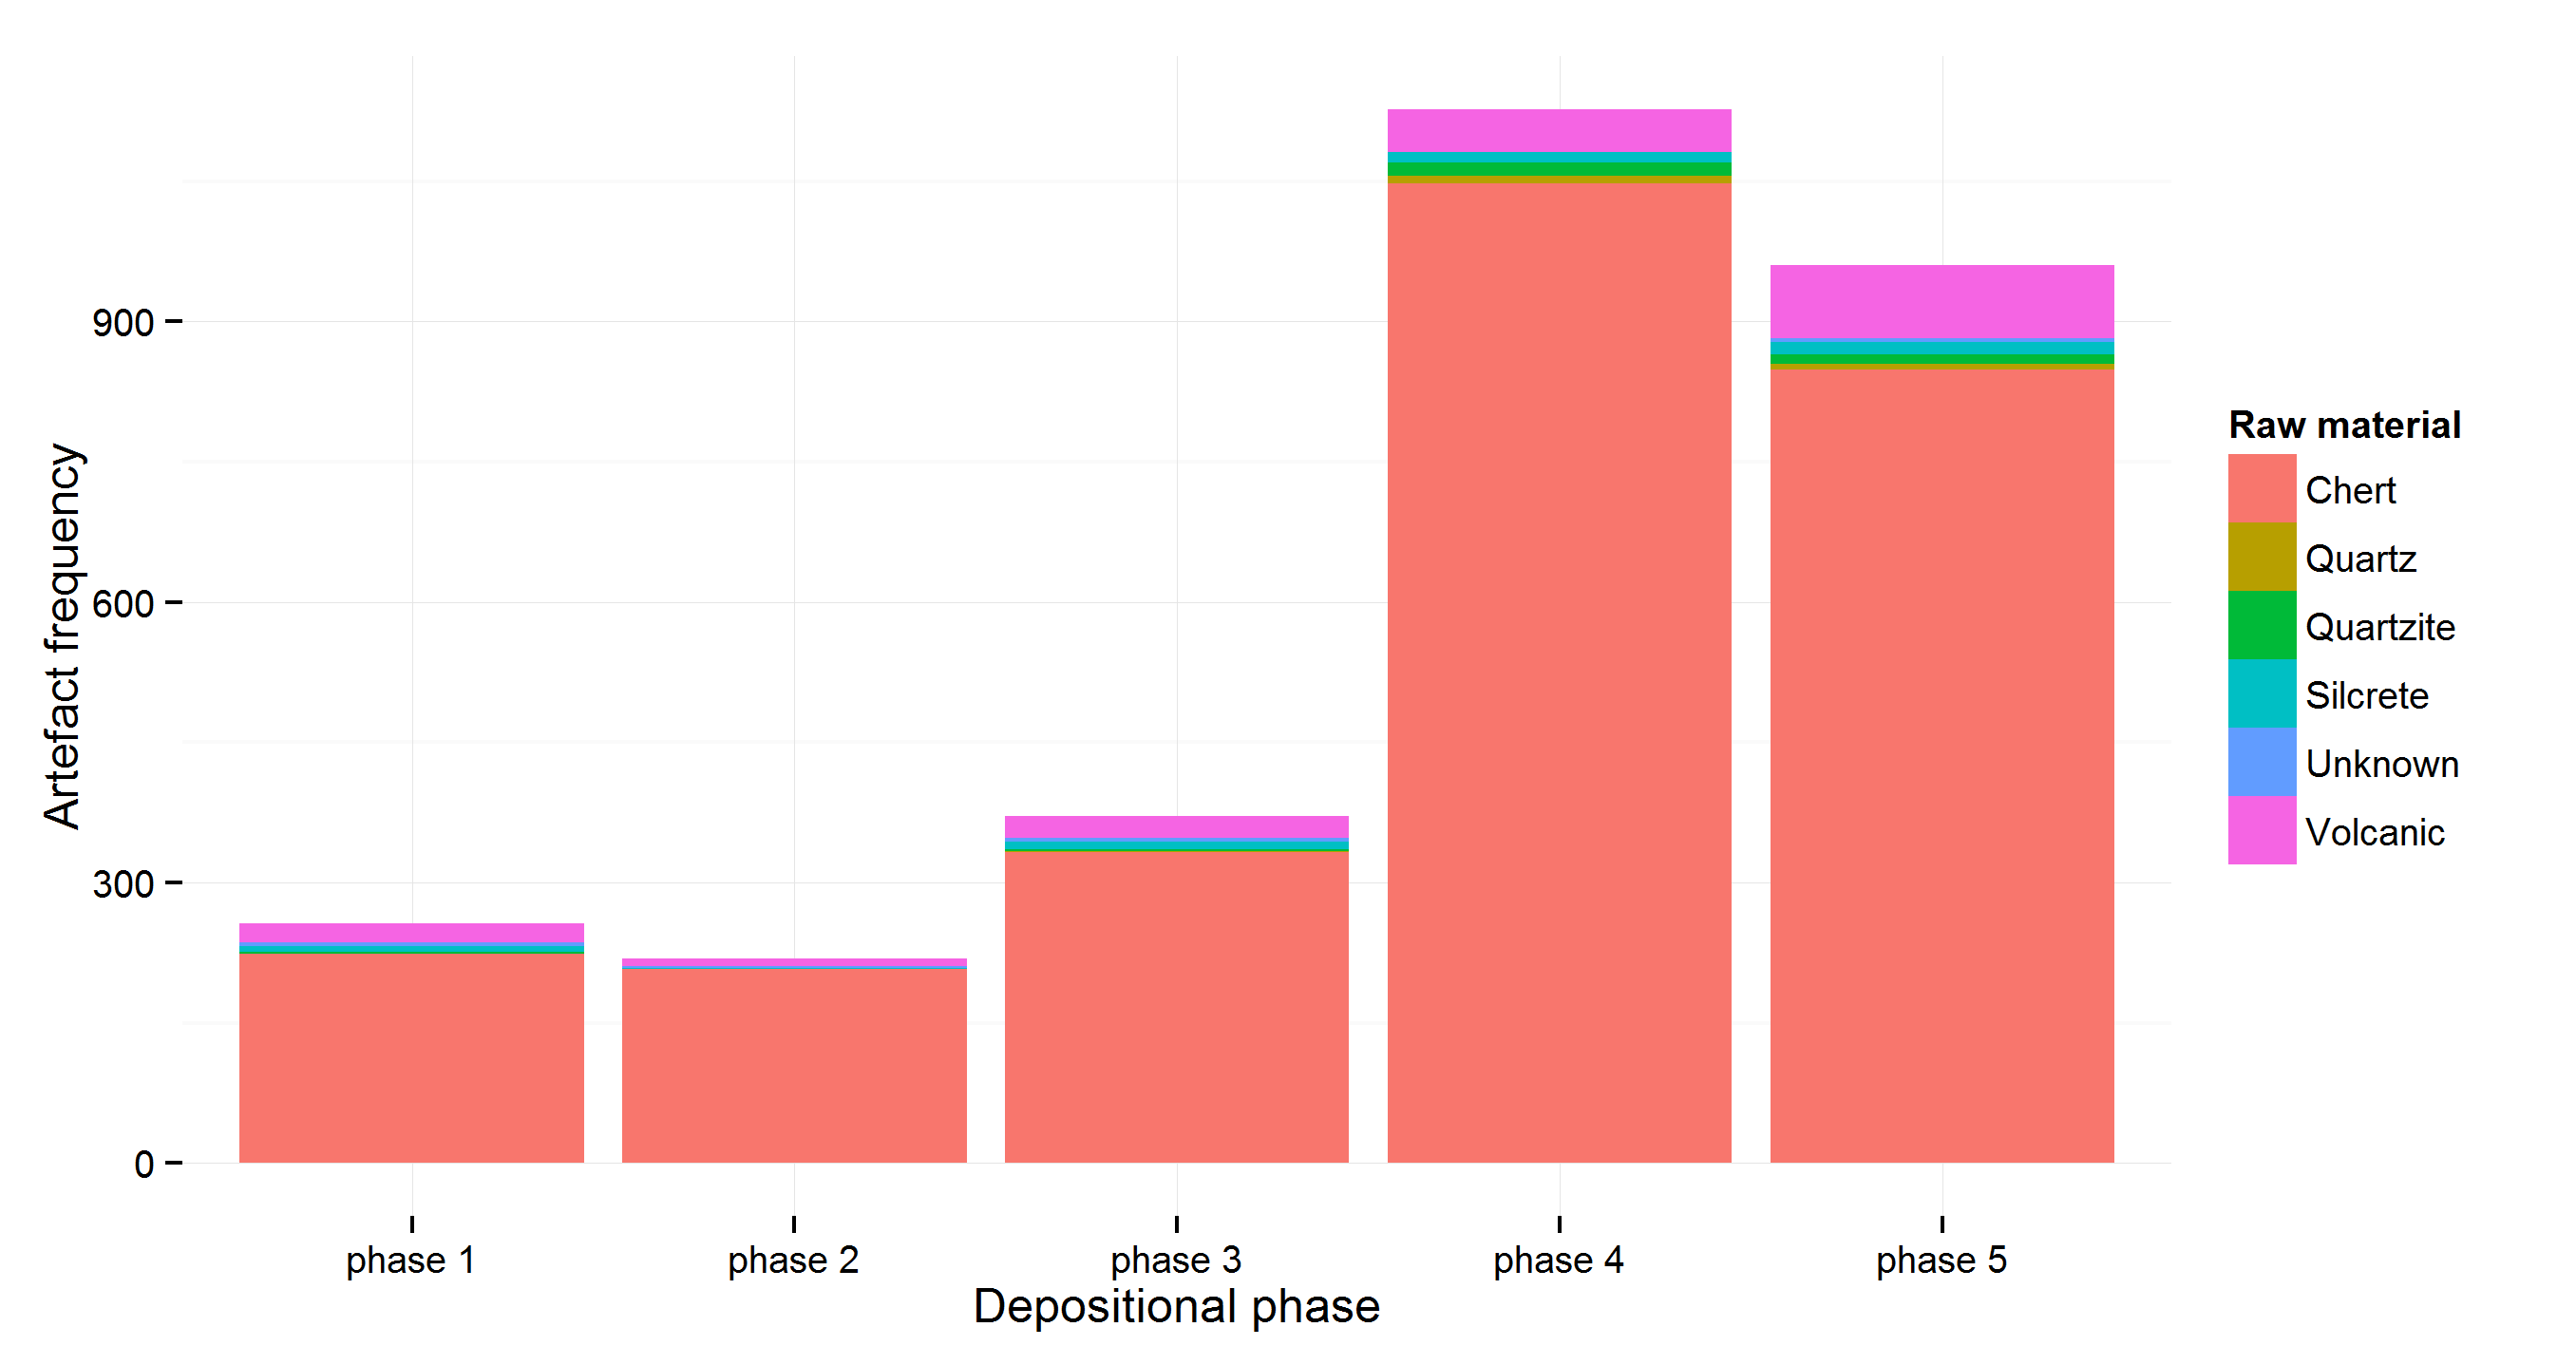 Artefact frequency
900
600
300
0
phase 1
phase 2
phase 3
phase 4
phase 5
Depositional phase
Raw material
Chert
Quartz
Quartzite
Silcrete
Unknown
Volcanic